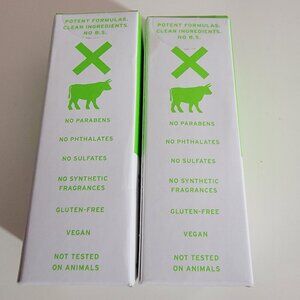 POTENT FORMULAS.
CLEAN INGREDIENTS.
NO B.S.
NO PARABENS
NO PHTHALATES
NO SULFATES
NO SYNTHETIC
FRAGRANCES
GLUTEN-FREE
VEGAN
NOT TESTED
ON ANIMALS
POTENT FORMULAS.
CLEAN INGREDIENTS.
NO B.S.
NO PARABENS
NO PHTHALATES
NO SULFATES
NO SYNTHETIC
FRAGRANCES
GLUTEN-FREE
VEGAN
NOT TESTED
ON ANIMALS